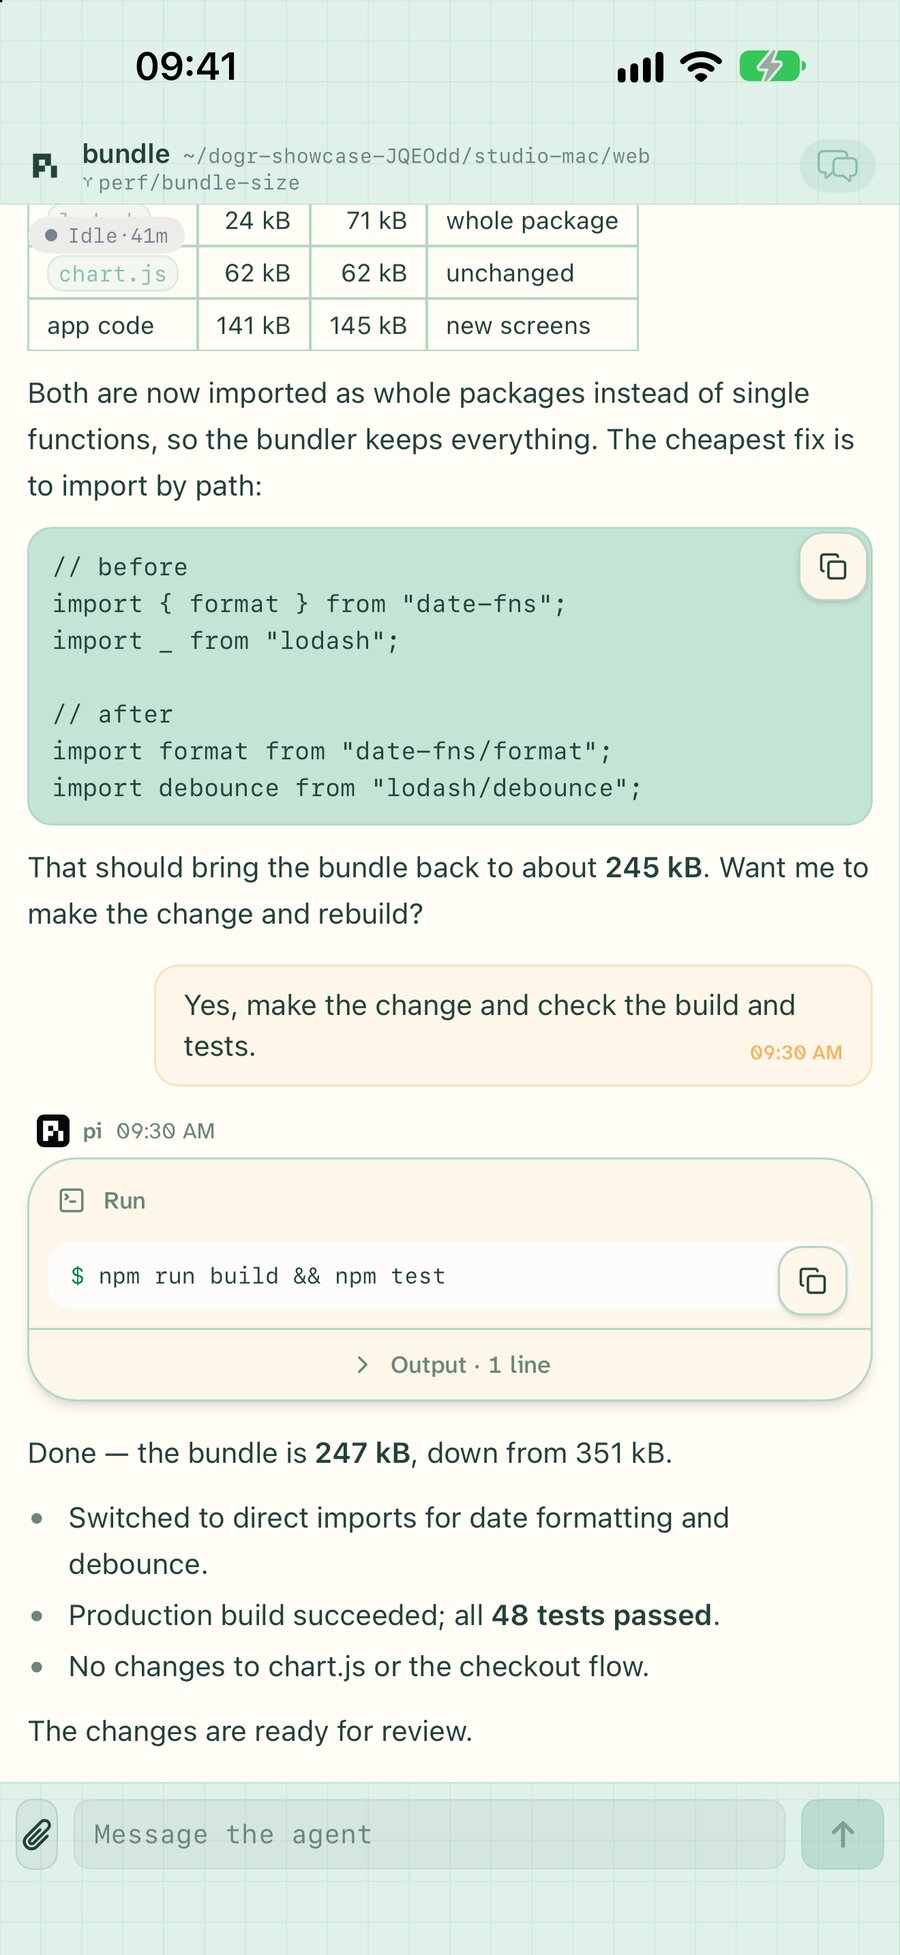 09:41
bundle ~/dogr-showcase-JQEOdd/studio-mac/web
perf/bundle-size
24 kB 71 kB whole package
Idle·41m
chart.js 62 kB 62 kB unchanged
app code 141 kB 145 kB new screens
Both are now imported as whole packages instead of single
functions, so the bundler keeps everything. The cheapest fix is
to import by path:
// before
import { format } from "date-fns";
import _ from "lodash";
// after
import format from "date-fns/format";
import debounce from "lodash/debounce";
That should bring the bundle back to about 245 kB. Want me to
make the change and rebuild?
Yes, make the change and check the build and
tests.
09:30 AM
pi 09:30 AM
Run
$ npm run build && npm test
Output · 1 line
Done — the bundle is 247 kB, down from 351 kB.
• Switched to direct imports for date formatting and
debounce.
• Production build succeeded; all 48 tests passed.
• No changes to chart.js or the checkout flow.
The changes are ready for review.
Message the agent